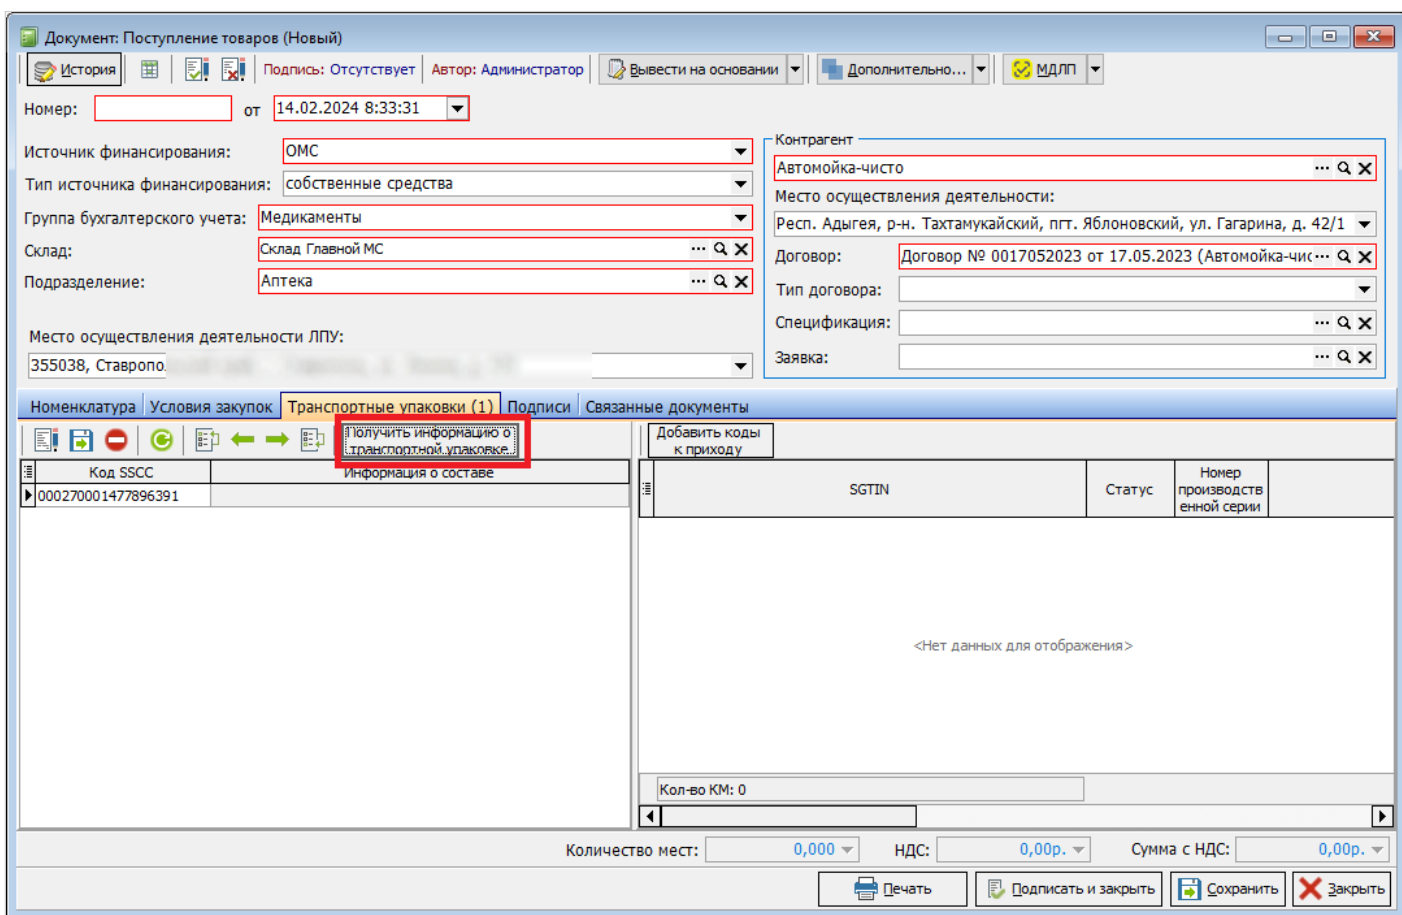 Документ: Поступление товаров (Новый)
История Подпись: Отсутствует Автор: Администратор Вывести на основании Дополнительно... МДЛП
Номер: от 14.02.2024 8:33:31
Источник финансирования: ОМС
Тип источника финансирования: собственные средства
Группа бухгалтерского учета: Медикаменты
Склад: Склад Главной МС
Подразделение: Аптека
Место осуществления деятельности ЛПУ:
355038, Ставропо
Контрагент
Автомойка-чисто
Место осуществления деятельности:
Респ. Адыгея, р-н. Тахтамукайский, пгт. Яблоновский, ул. Гагарина, д. 42/1
Договор: Договор № 0017052023 от 17.05.2023 (Автомойка-чис
Тип договора:
Спецификация:
Заявка:
Номенклатура Условия закупок Транспортные упаковки (1) Подписи Связанные документы
Получить информацию о
транспортной упаковке
Код SSCC Информация о составе
000270001477896391
Добавить коды
к приходу
SGTIN Статус Номер
производств
енной серии
<Нет данных для отображения>
Кол-во КМ: 0
Количество мест: 0,000 НДС: 0,00р. Сумма с НДС: 0,00р.
Печать Подписать и закрыть Сохранить Закрыть